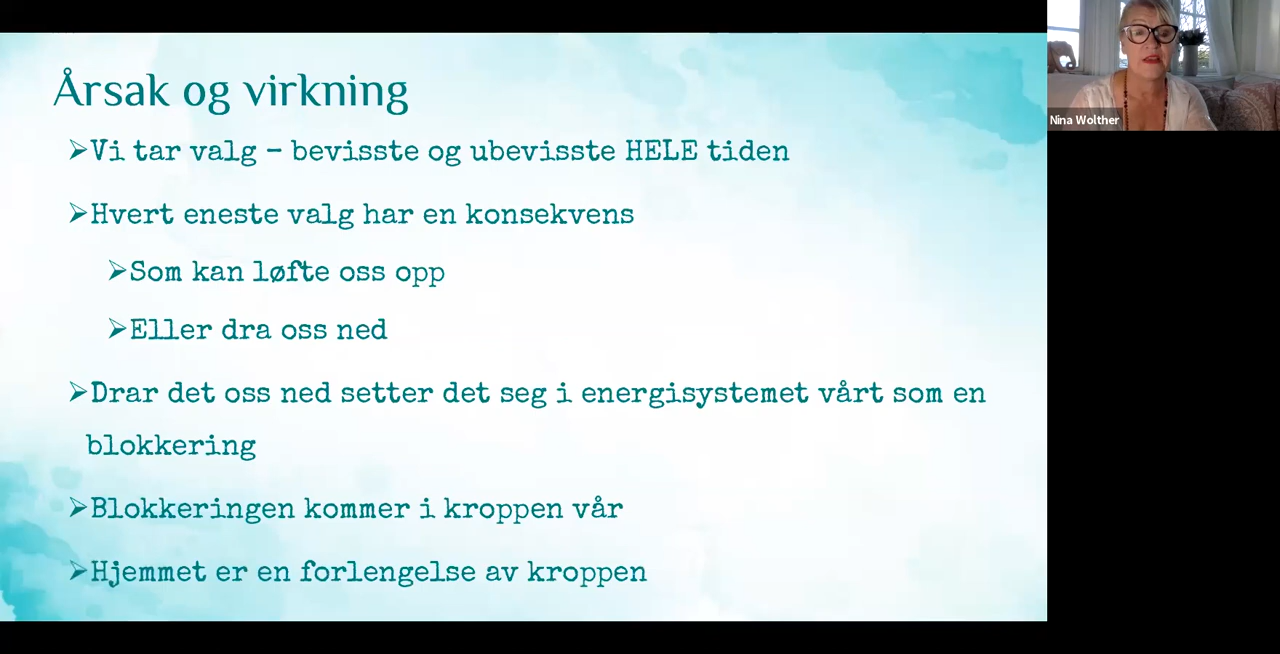 Årsak og virkning
➢Vi tar valg – bevisste og ubevisste HELE tiden
➢Hvert eneste valg har en konsekvens
➢Som kan løfte oss opp
➢Eller dra oss ned
➢Drar det oss ned setter det seg i energisystemet vårt som en
blokkering
➢Blokkeringen kommer i kroppen vår
➢Hjemmet er en forlengelse av kroppen
Nina Wolther